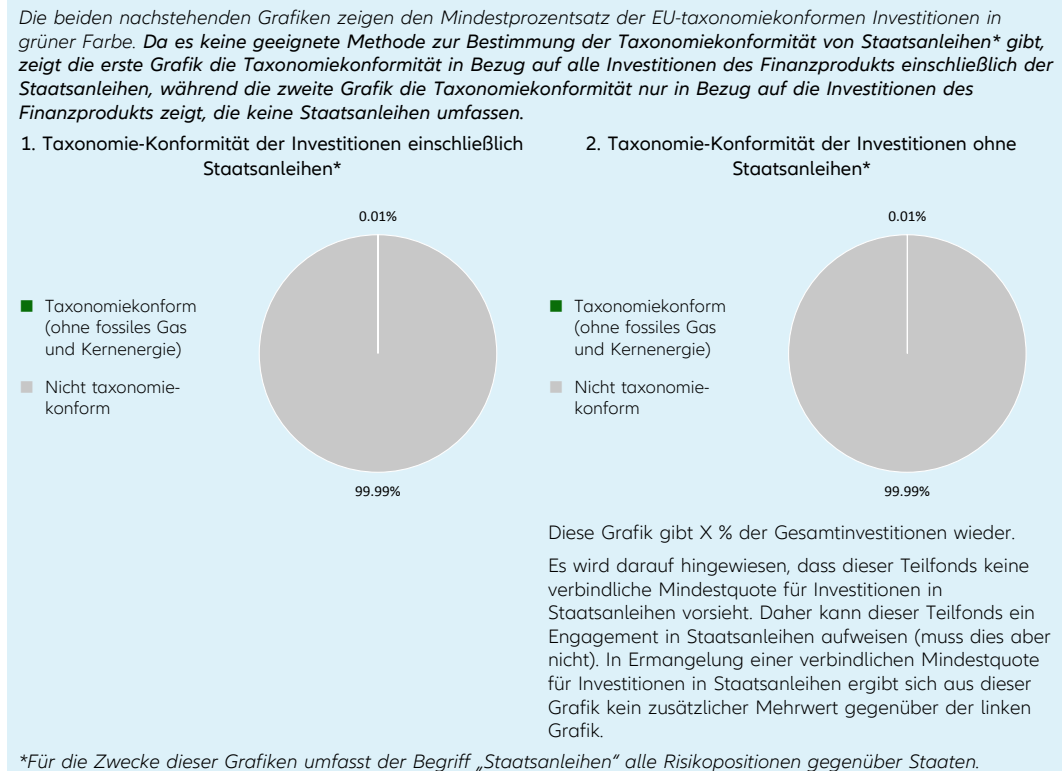 Die beiden nachstehenden Grafiken zeigen den Mindestprozentsatz der EU-taxonomiekonformen Investitionen in
grüner Farbe. Da es keine geeignete Methode zur Bestimmung der Taxonomiekonformität von Staatsanleihen* gibt,
zeigt die erste Grafik die Taxonomiekonformität in Bezug auf alle Investitionen des Finanzprodukts einschließlich der
Staatsanleihen, während die zweite Grafik die Taxonomiekonformität nur in Bezug auf die Investitionen des
Finanzprodukts zeigt, die keine Staatsanleihen umfassen.
1. Taxonomie-Konformität der Investitionen einschließlich
Staatsanleihen*
0.01%
Taxonomiekonform
(ohne fossiles Gas
und Kernenergie)
Nicht taxonomie-
konform
99.99%
2. Taxonomie-Konformität der Investitionen ohne
Staatsanleihen*
0.01%
Taxonomiekonform
(ohne fossiles Gas
und Kernenergie)
Nicht taxonomie-
konform
99.99%
Diese Grafik gibt X % der Gesamtinvestitionen wieder.
Es wird darauf hingewiesen, dass dieser Teilfonds keine
verbindliche Mindestquote für Investitionen in
Staatsanleihen vorsieht. Daher kann dieser Teilfonds ein
Engagement in Staatsanleihen aufweisen (muss dies aber
nicht). In Ermangelung einer verbindlichen Mindestquote
für Investitionen in Staatsanleihen ergibt sich aus dieser
Grafik kein zusätzlicher Mehrwert gegenüber der linken
Grafik.
*Für die Zwecke dieser Grafiken umfasst der Begriff „Staatsanleihen" alle Risikopositionen gegenüber Staaten.